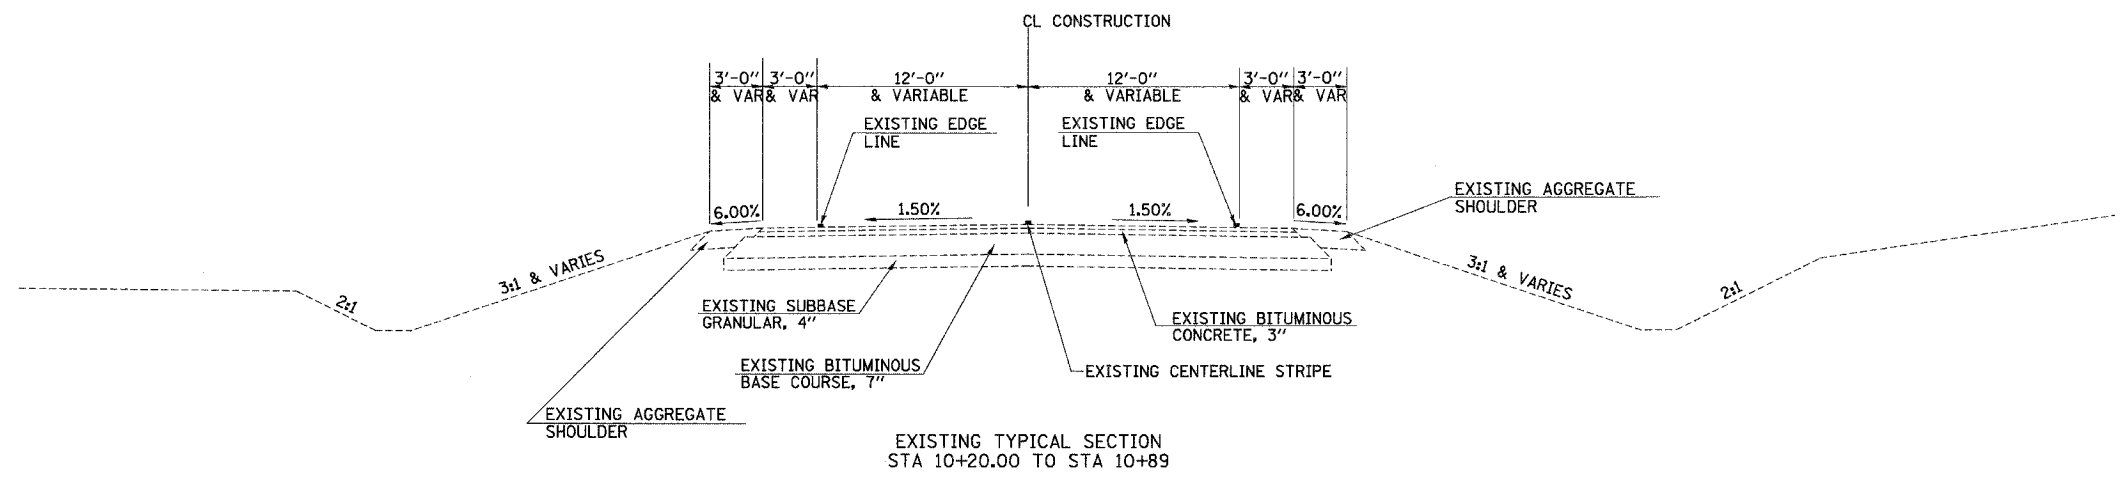 CL CONSTRUCTION
3'-0" 3'-0" 12'-0" 12'-0" 3'-0" 3'-0"
& VAR & VAR & VARIABLE & VARIABLE & VAR & VAR
EXISTING EDGE
LINE
EXISTING EDGE
LINE
EXISTING AGGREGATE
SHOULDER
6.00% 1.50% 1.50% 6.00%
3:1 & VARIES
3:1 & VARIES
2:1
2:1
EXISTING SUBBASE
GRANULAR, 4"
EXISTING BITUMINOUS
CONCRETE, 3"
EXISTING BITUMINOUS
BASE COURSE, 7"
EXISTING CENTERLINE STRIPE
EXISTING AGGREGATE
SHOULDER
EXISTING TYPICAL SECTION
STA 10+20.00 TO STA 10+89